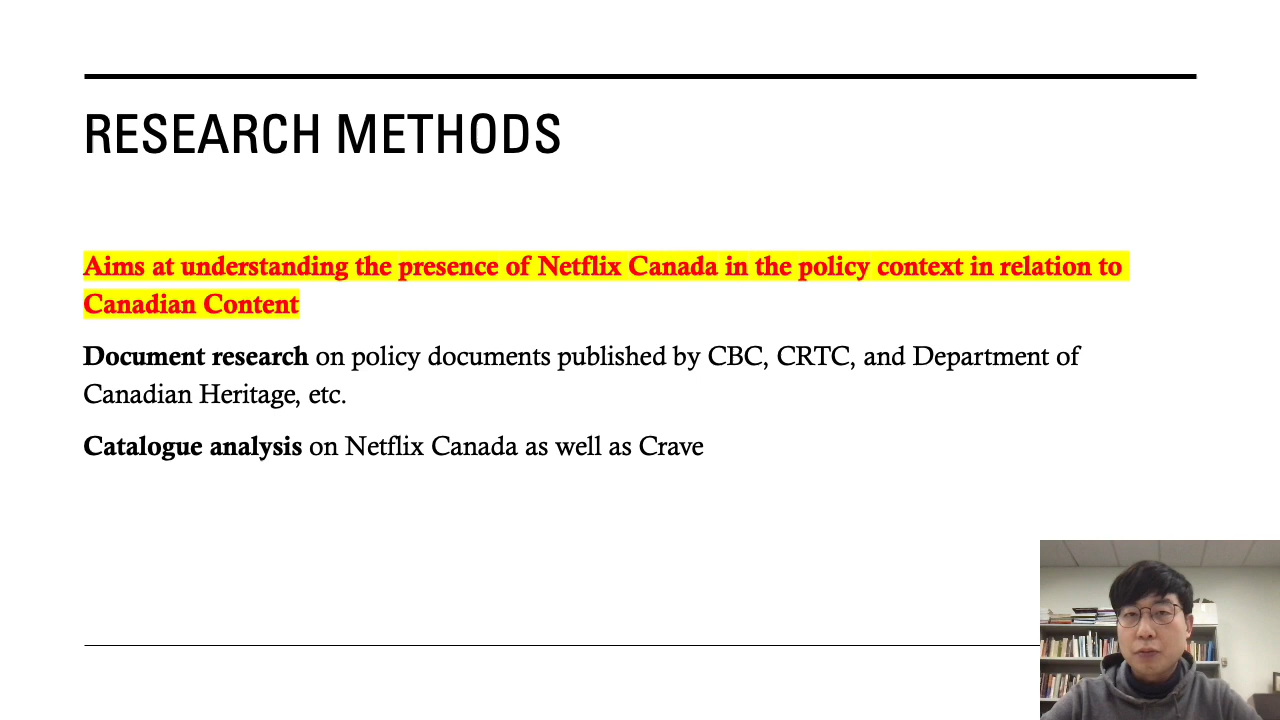 RESEARCH METHODS
Aims at understanding the presence of Netflix Canada in the policy context in relation to
Canadian Content
Document research on policy documents published by CBC, CRTC, and Department of
Canadian Heritage, etc.
Catalogue analysis on Netflix Canada as well as Crave